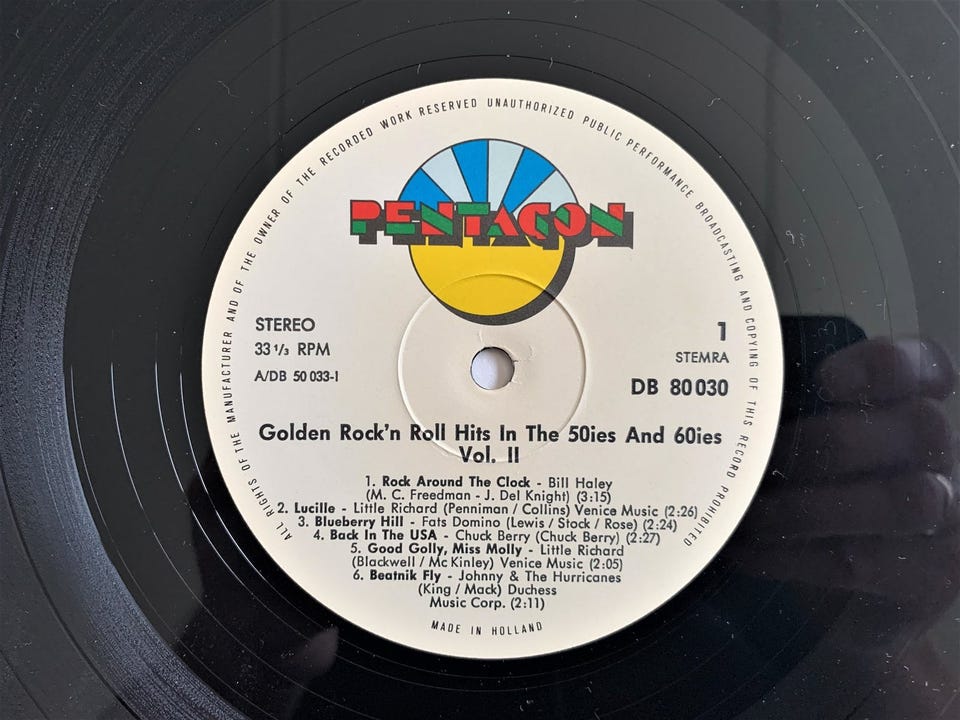 ALL RIGHTS OF THE MANUFACTURER AND OF THE OWNER OF THE RECORDED WORK RESERVED UNAUTHORIZED PUBLIC PERFORMANCE BROADCASTING AND COPYING OF THIS RECORD PROHIBITED
PENTAGON
STEREO
33 1/3 RPM
A/DB 50 033-1
1
STEMRA
DB 80 030
Golden Rock'n Roll Hits In The 50ies And 60ies
Vol. II
1. Rock Around The Clock - Bill Haley
(M. C. Freedman - J. Del Knight) (3:15)
2. Lucille - Little Richard (Penniman / Collins) Venice Music (2:26)
3. Blueberry Hill - Fats Domino (Lewis / Stock / Rose) (2:24)
4. Back In The USA - Chuck Berry (Chuck Berry) (2:27)
5. Good Golly, Miss Molly - Little Richard
(Blackwell / Mc Kinley) Venice Music (2:05)
6. Beatnik Fly - Johnny & The Hurricanes
(King / Mack) Duchess
Music Corp. (2:11)
MADE IN HOLLAND